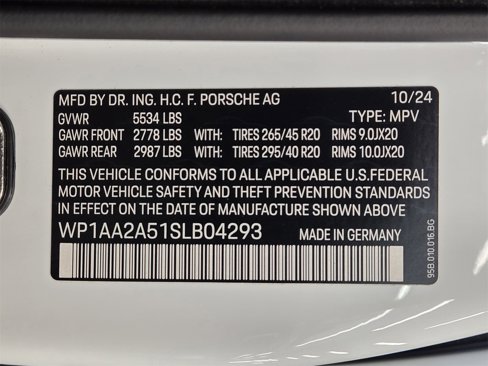 MFD BY DR. ING. H.C. F. PORSCHE AG 10/24
GVWR 5534 LBS TYPE: MPV
GAWR FRONT 2778 LBS WITH: TIRES 265/45 R20 RIMS 9.0JX20
GAWR REAR 2987 LBS WITH: TIRES 295/40 R20 RIMS 10.0JX20
THIS VEHICLE CONFORMS TO ALL APPLICABLE U.S.FEDERAL
MOTOR VEHICLE SAFETY AND THEFT PREVENTION STANDARDS
IN EFFECT ON THE DATE OF MANUFACTURE SHOWN ABOVE
WP1AA2A51SLB04293 MADE IN GERMANY
95B.010.016.BG